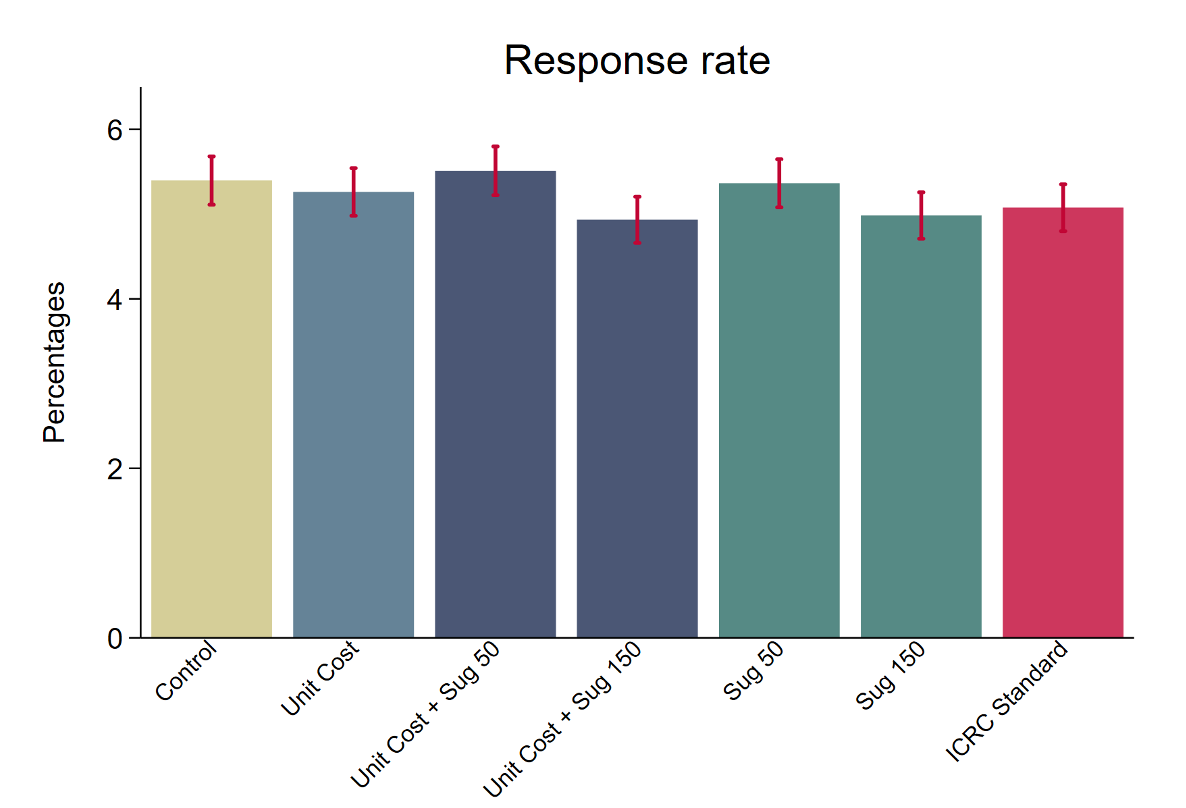 Response rate
Percentages
6
4
2
0
Control
Unit Cost
Unit Cost + Sug 50
Unit Cost + Sug 150
Sug 50
Sug 150
ICRC Standard